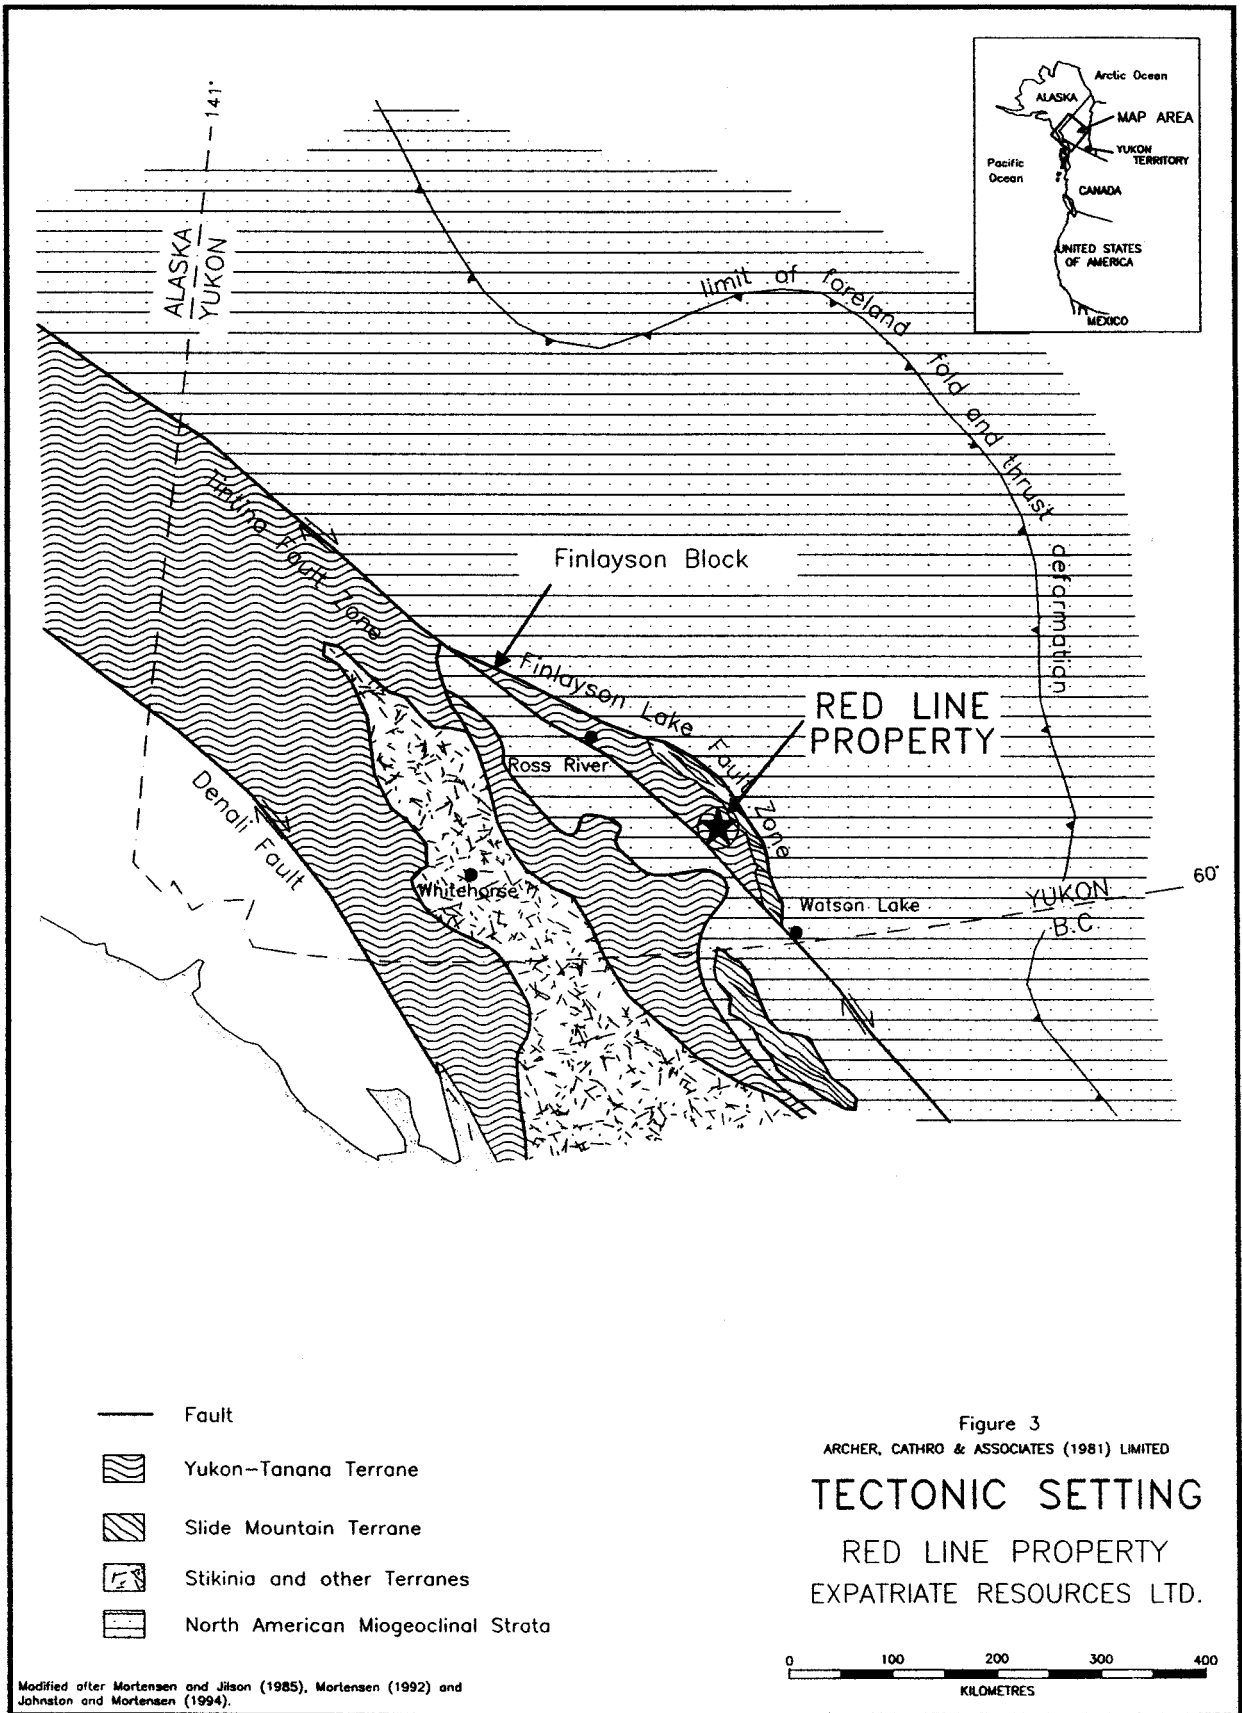 Arctic Ocean
ALASKA
MAP AREA
YUKON
TERRITORY
Pacific
Ocean
CANADA
UNITED STATES
OF AMERICA
MEXICO
141°
ALASKA
YUKON
limit of foreland fold and thrust deformation
Tintina Fault Zone
Finlayson Block
Finlayson Lake Fault Zone
RED LINE
PROPERTY
Ross River
Denali Fault
Whitehorse
Watson Lake
60°
YUKON
B.C.
Fault
Yukon-Tanana Terrane
Slide Mountain Terrane
Stikinia and other Terranes
North American Miogeoclinal Strata
Modified after Mortensen and Jilson (1985), Mortensen (1992) and
Johnston and Mortensen (1994).
Figure 3
ARCHER, CATHRO & ASSOCIATES (1981) LIMITED
TECTONIC SETTING
RED LINE PROPERTY
EXPATRIATE RESOURCES LTD.
0 100 200 300 400
KILOMETRES